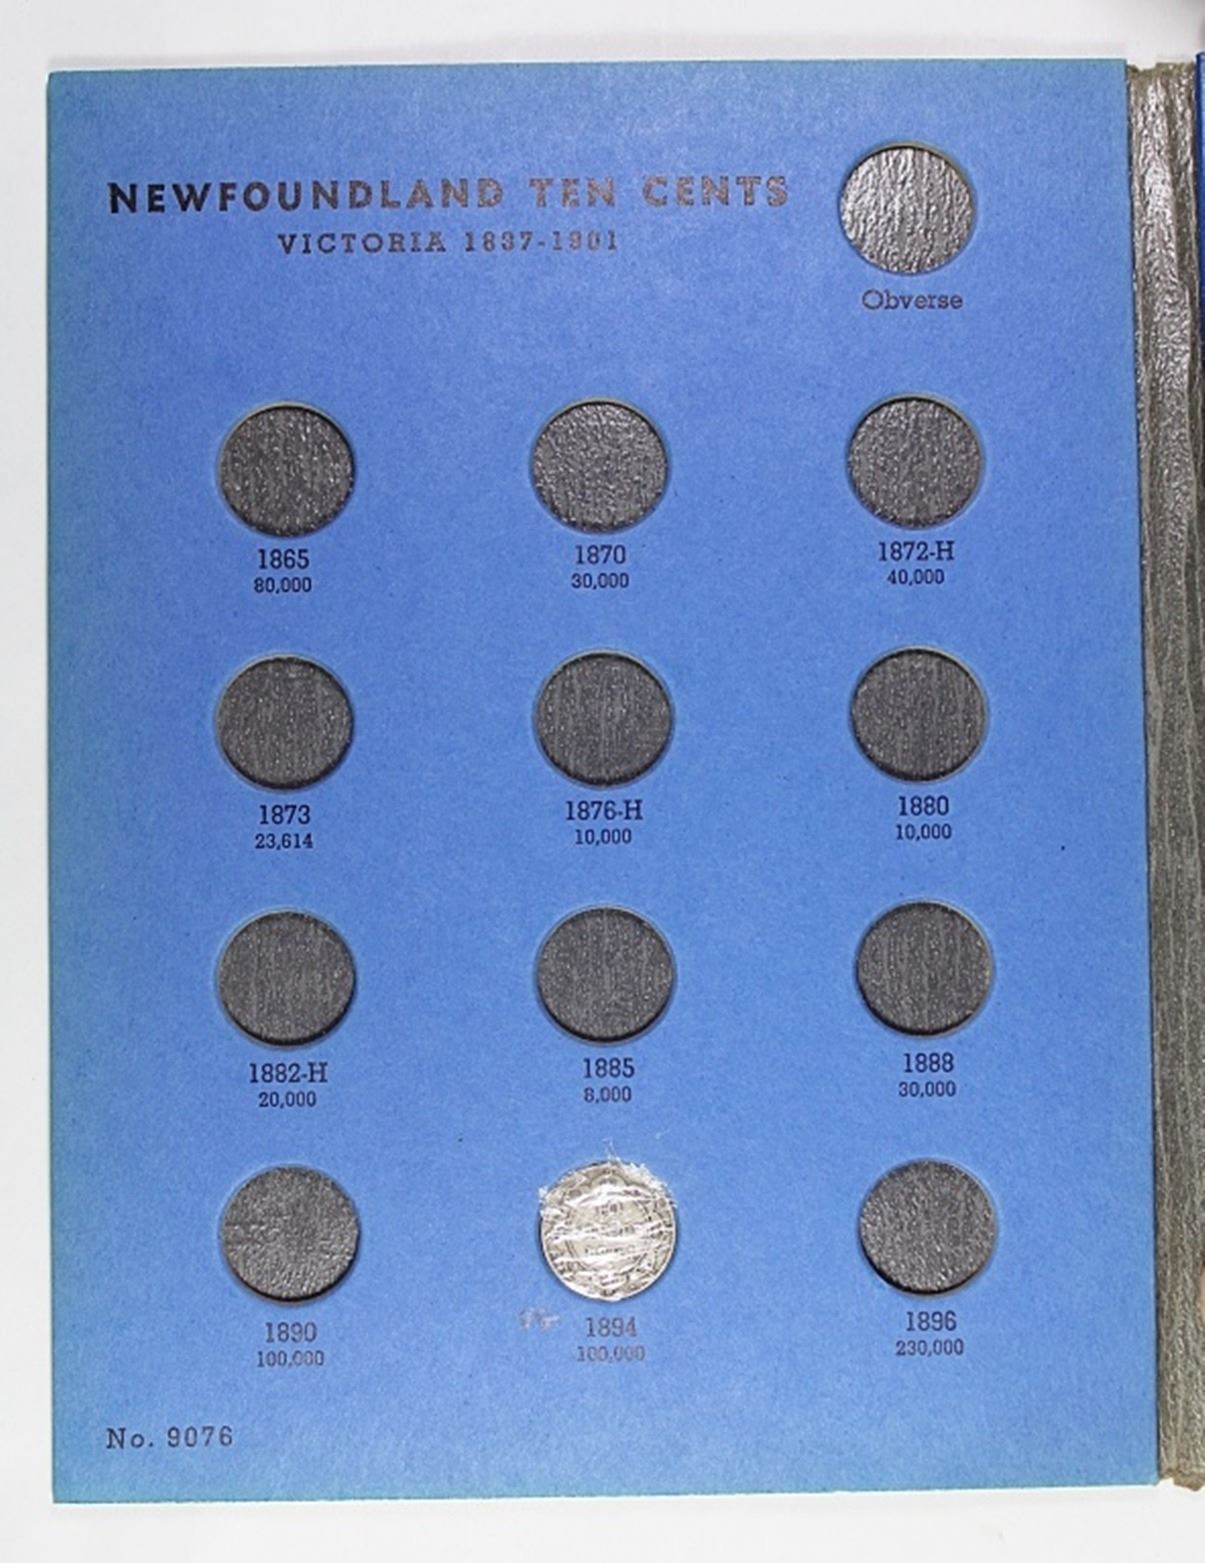 NEWFOUNDLAND TEN CENTS
VICTORIA 1837-1901
Obverse
1865 1870 1872-H
80,000 30,000 40,000
1873 1876-H 1880
23,614 10,000 10,000
1882-H 1885 1888
20,000 8,000 30,000
1890 1894 1896
100,000 100,000 230,000
No. 9076